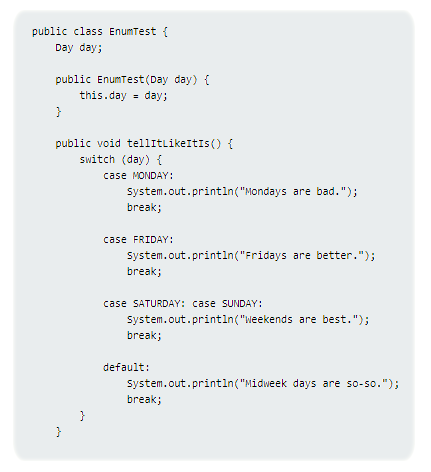 public class EnumTest {
    Day day;
    public EnumTest(Day day) {
        this.day = day;
    }
    public void tellItLikeItIs() {
        switch (day) {
            case MONDAY:
                System.out.println("Mondays are bad.");
                break;
            case FRIDAY:
                System.out.println("Fridays are better.");
                break;
            case SATURDAY: case SUNDAY:
                System.out.println("Weekends are best.");
                break;
            default:
                System.out.println("Midweek days are so-so.");
                break;
        }
    }